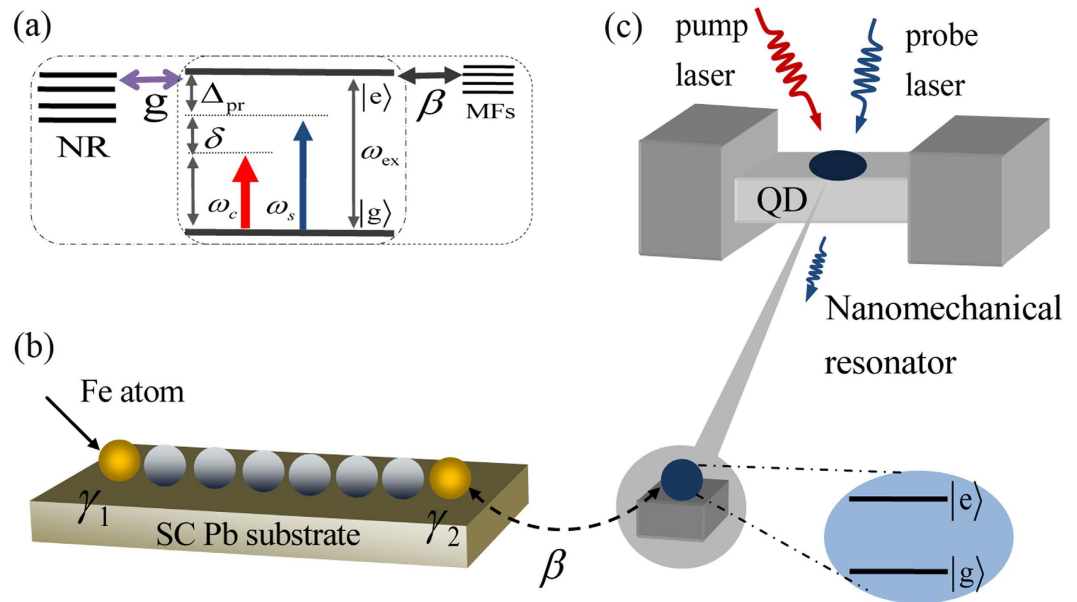 (a)
NR
g
Δpr
δ
ωc
ωs
ωex
|e⟩
|g⟩
β
MFs
(b)
Fe atom
γ1
SC Pb substrate
γ2
β
(c)
pump
laser
probe
laser
QD
Nanomechanical
resonator
|e⟩
|g⟩